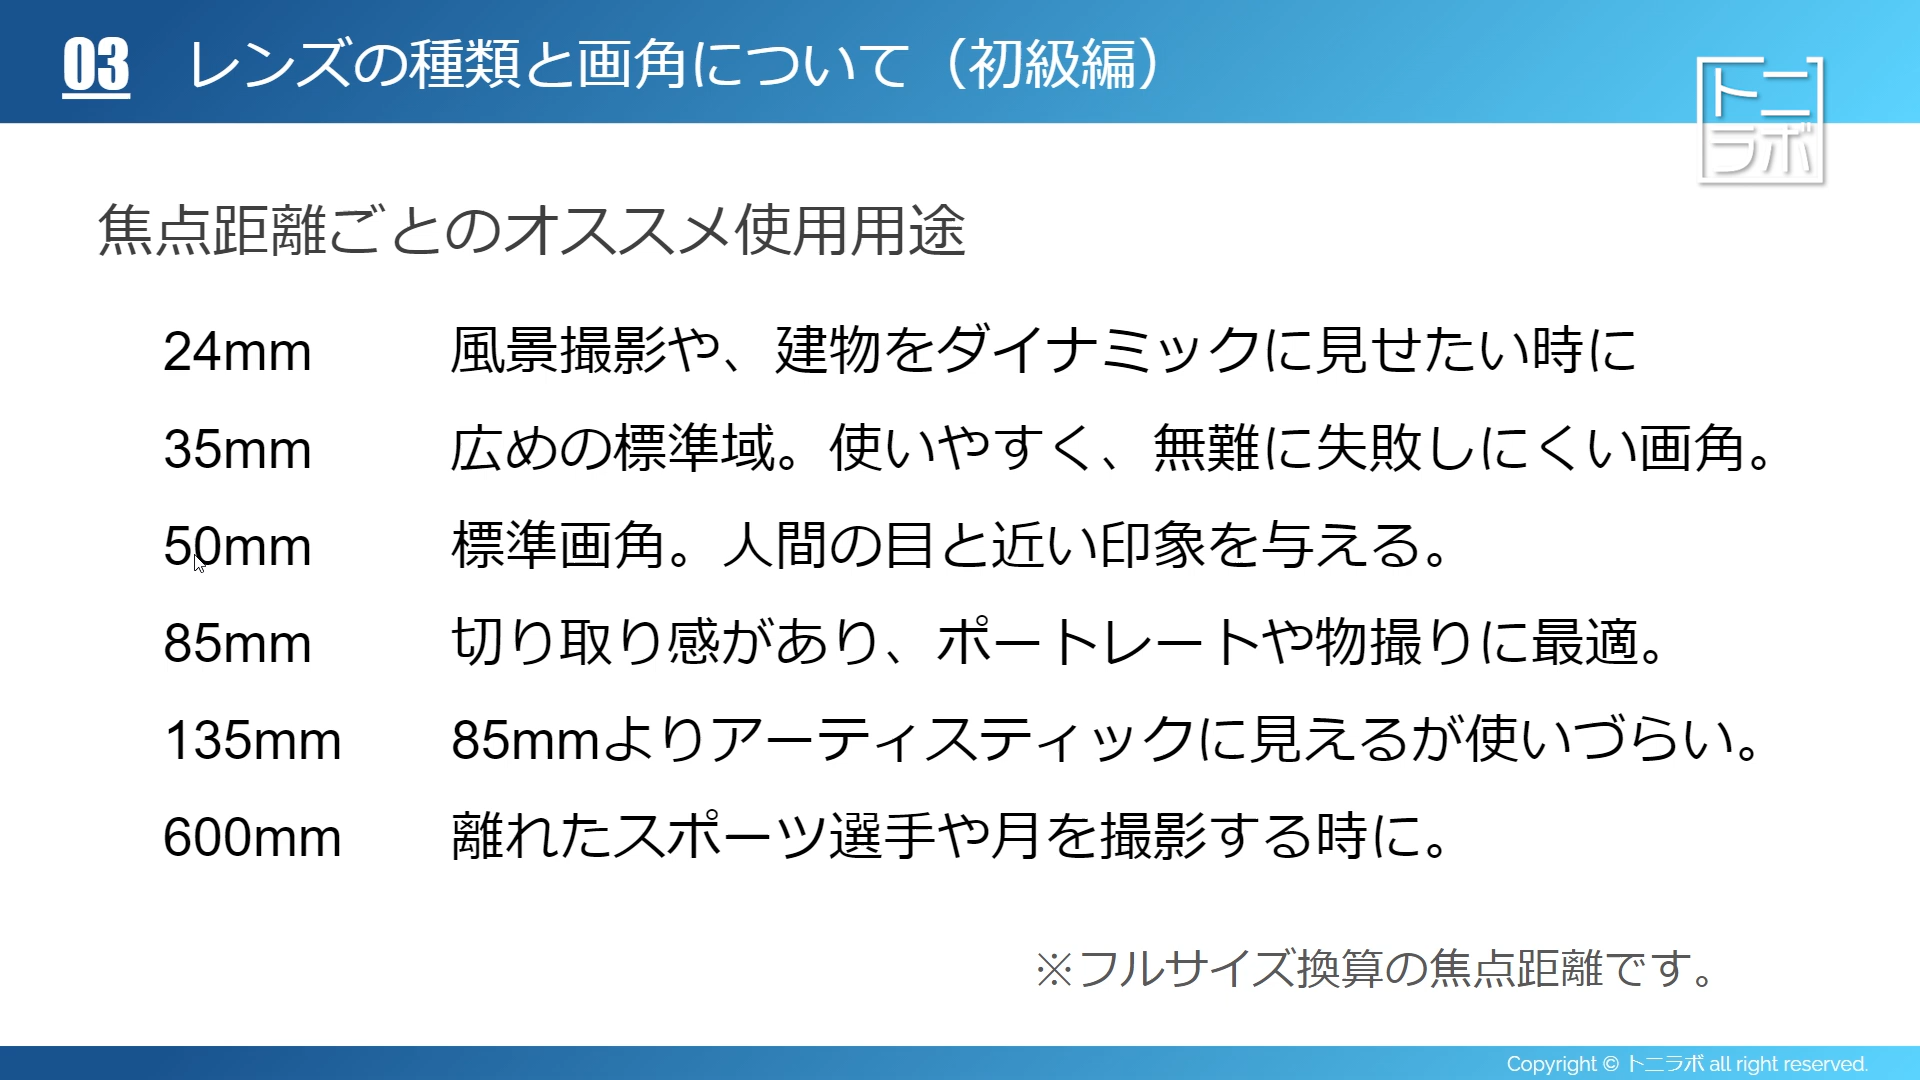 03 レンズの種類と画角について（初級編）
トニ
ラボ
焦点距離ごとのオススメ使用用途
24mm 風景撮影や、建物をダイナミックに見せたい時に
35mm 広めの標準域。使いやすく、無難に失敗しにくい画角。
50mm 標準画角。人間の目と近い印象を与える。
85mm 切り取り感があり、ポートレートや物撮りに最適。
135mm 85mmよりアーティスティックに見えるが使いづらい。
600mm 離れたスポーツ選手や月を撮影する時に。
※フルサイズ換算の焦点距離です。
Copyright © トニラボ all right reserved.